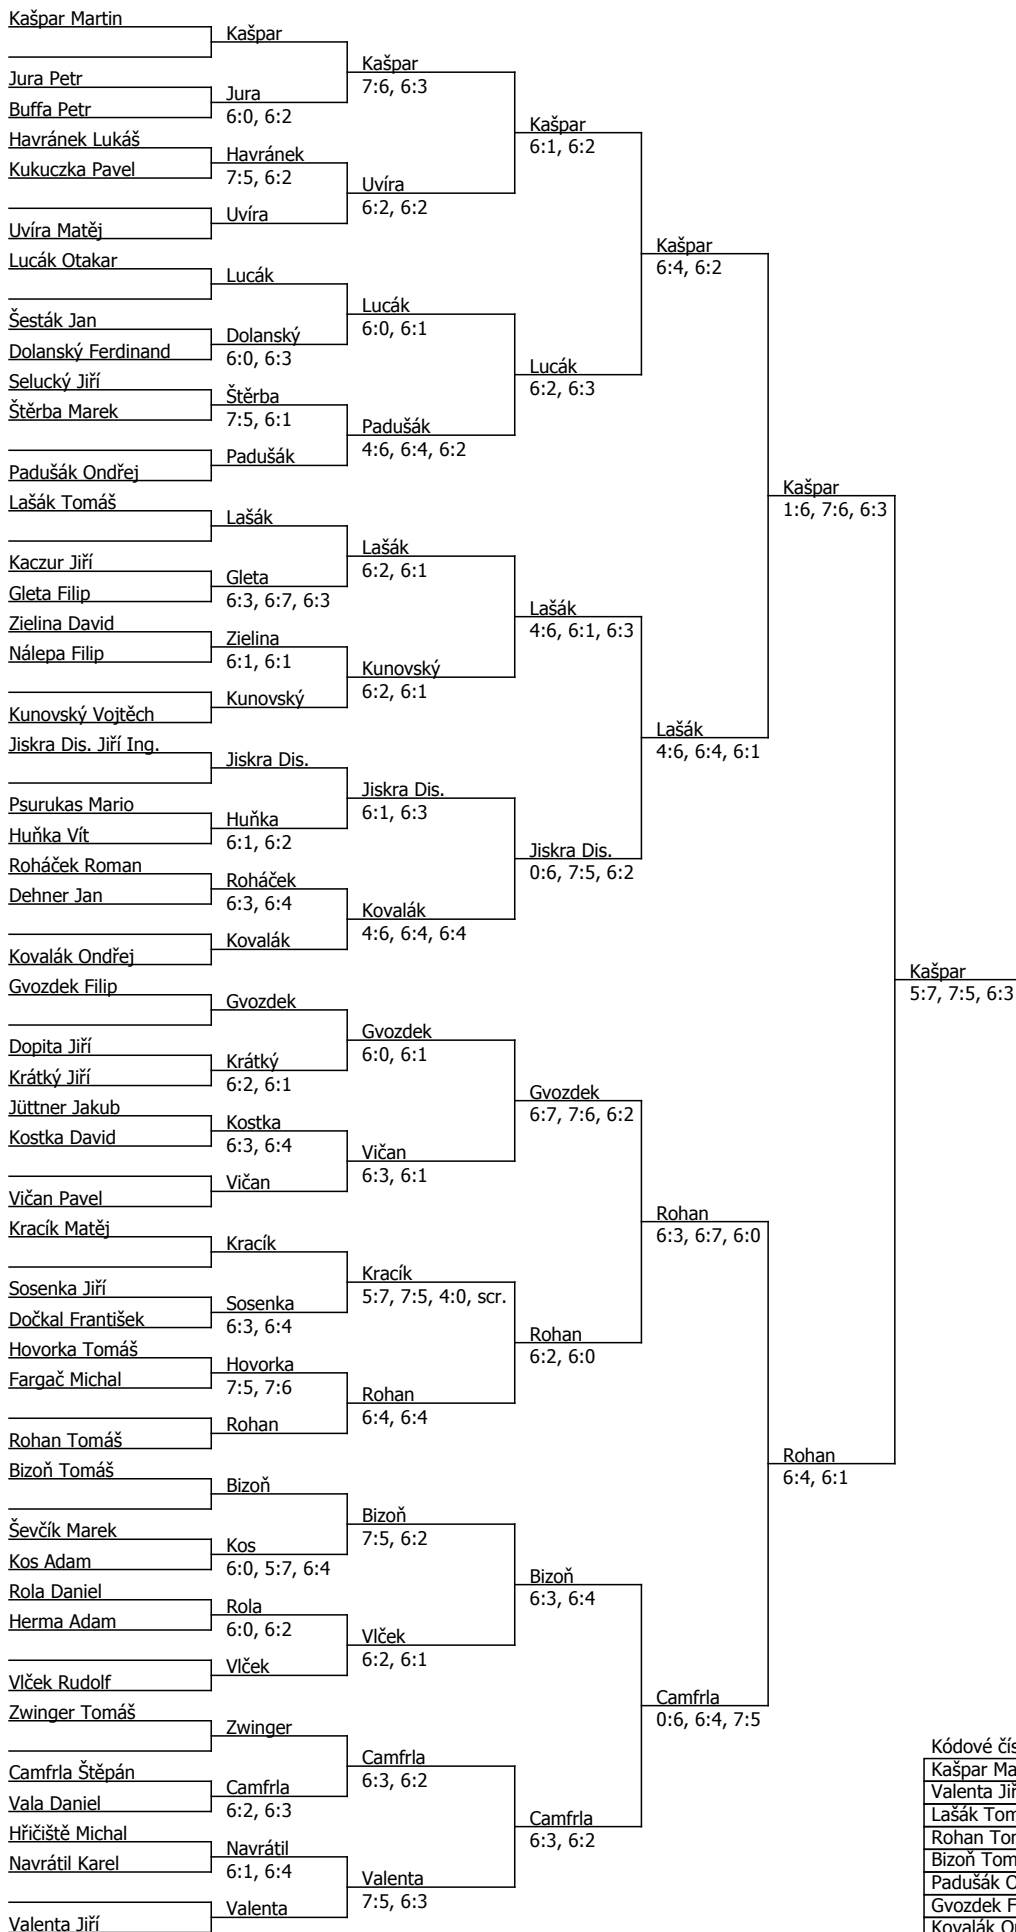 Kašpar Martin
Jura Petr
Buffa Petr
Havránek Lukáš
Kukuczka Pavel
Uvíra Matěj
Lucák Otakar
Šesták Jan
Dolanský Ferdinand
Selucký Jiří
Štěrba Marek
Padušák Ondřej
Lašák Tomáš
Kaczur Jiří
Gleta Filip
Zielina David
Nálepa Filip
Kunovský Vojtěch
Jiskra Dis. Jiří Ing.
Psurukas Mario
Huňka Vít
Roháček Roman
Dehner Jan
Kovalák Ondřej
Gvozdek Filip
Dopita Jiří
Krátký Jiří
Jüttner Jakub
Kostka David
Vičan Pavel
Kracík Matěj
Sosenka Jiří
Dočkal František
Hovorka Tomáš
Fargač Michal
Rohan Tomáš
Bizoň Tomáš
Ševčík Marek
Kos Adam
Rola Daniel
Herma Adam
Vlček Rudolf
Zwinger Tomáš
Camfrla Štěpán
Vala Daniel
Hřičiště Michal
Navrátil Karel
Valenta Jiří
Kašpar
Jura
6:0, 6:2
Havránek
7:5, 6:2
Uvíra
Lucák
Dolanský
6:0, 6:3
Štěrba
7:5, 6:1
Padušák
Lašák
Gleta
6:3, 6:7, 6:3
Zielina
6:1, 6:1
Kunovský
Jiskra Dis.
Huňka
6:1, 6:2
Roháček
6:3, 6:4
Kovalák
Gvozdek
Krátký
6:2, 6:1
Kostka
6:3, 6:4
Vičan
Kracík
Sosenka
6:3, 6:4
Hovorka
7:5, 7:6
Rohan
Bizoň
Kos
6:0, 5:7, 6:4
Rola
6:0, 6:2
Vlček
Zwinger
Camfrla
6:2, 6:3
Navrátil
6:1, 6:4
Valenta
Kašpar
7:6, 6:3
Uvíra
6:2, 6:2
Lucák
6:0, 6:1
Padušák
4:6, 6:4, 6:2
Lašák
6:2, 6:1
Kunovský
6:2, 6:1
Jiskra Dis.
6:1, 6:3
Kovalák
4:6, 6:4, 6:4
Gvozdek
6:0, 6:1
Vičan
6:3, 6:1
Kracík
5:7, 7:5, 4:0, scr.
Rohan
6:4, 6:4
Bizoň
7:5, 6:2
Vlček
6:2, 6:1
Camfrla
6:3, 6:2
Valenta
7:5, 6:3
Kašpar
6:1, 6:2
Lucák
6:2, 6:3
Lašák
4:6, 6:1, 6:3
Jiskra Dis.
0:6, 7:5, 6:2
Gvozdek
6:7, 7:6, 6:2
Rohan
6:2, 6:0
Bizoň
6:3, 6:4
Camfrla
6:3, 6:2
Kašpar
6:4, 6:2
Lašák
4:6, 6:4, 6:1
Rohan
6:3, 6:7, 6:0
Camfrla
0:6, 6:4, 7:5
Kašpar
1:6, 7:6, 6:3
Rohan
6:4, 6:1
Kašpar
5:7, 7:5, 6:3
Kódové čís
Kašpar Ma
Valenta Jiř
Lašák Tom
Rohan Tom
Bizoň Tom
Padušák O
Gvozdek F
Kovalák On